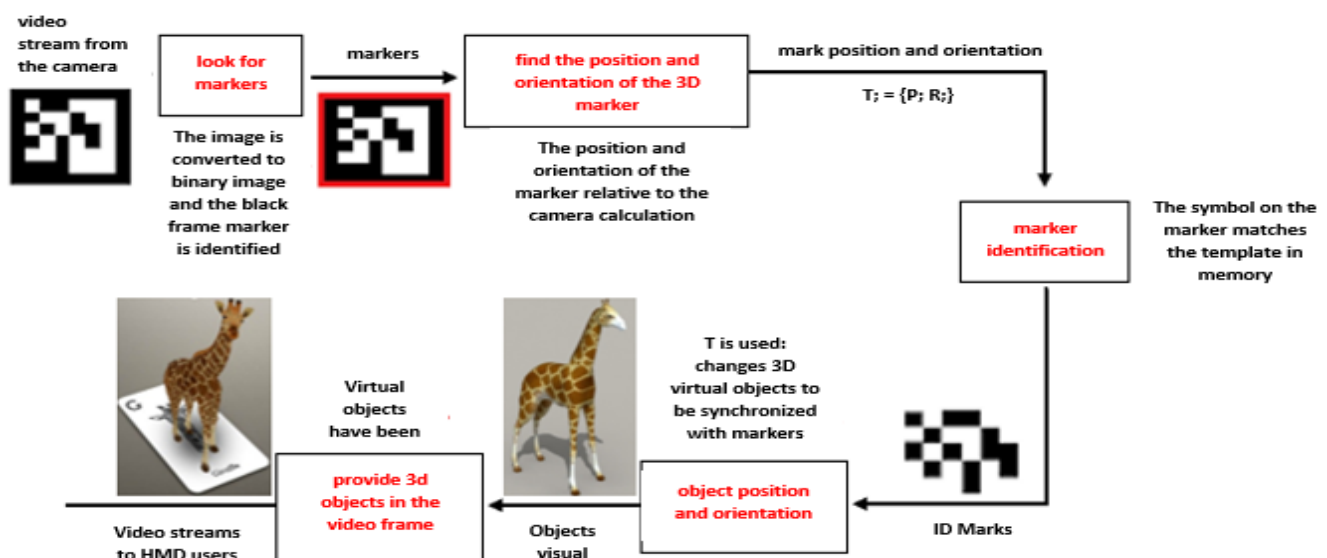 video
stream from
the camera
look for
markers
The image is
converted to
binary image
and the black
frame marker
is identified
markers
find the position and
orientation of the 3D
marker
The position and
orientation of the
marker relative to the
camera calculation
mark position and orientation
T; = {P; R;}
marker
identification
The symbol on the
marker matches
the template in
memory
ID Marks
T is used:
changes 3D
virtual objects to
be synchronized
with markers
object position
and orientation
Objects
visual
Virtual
objects
have been
provide 3d
objects in the
video frame
G
Giraffe
Video streams
to HMD users